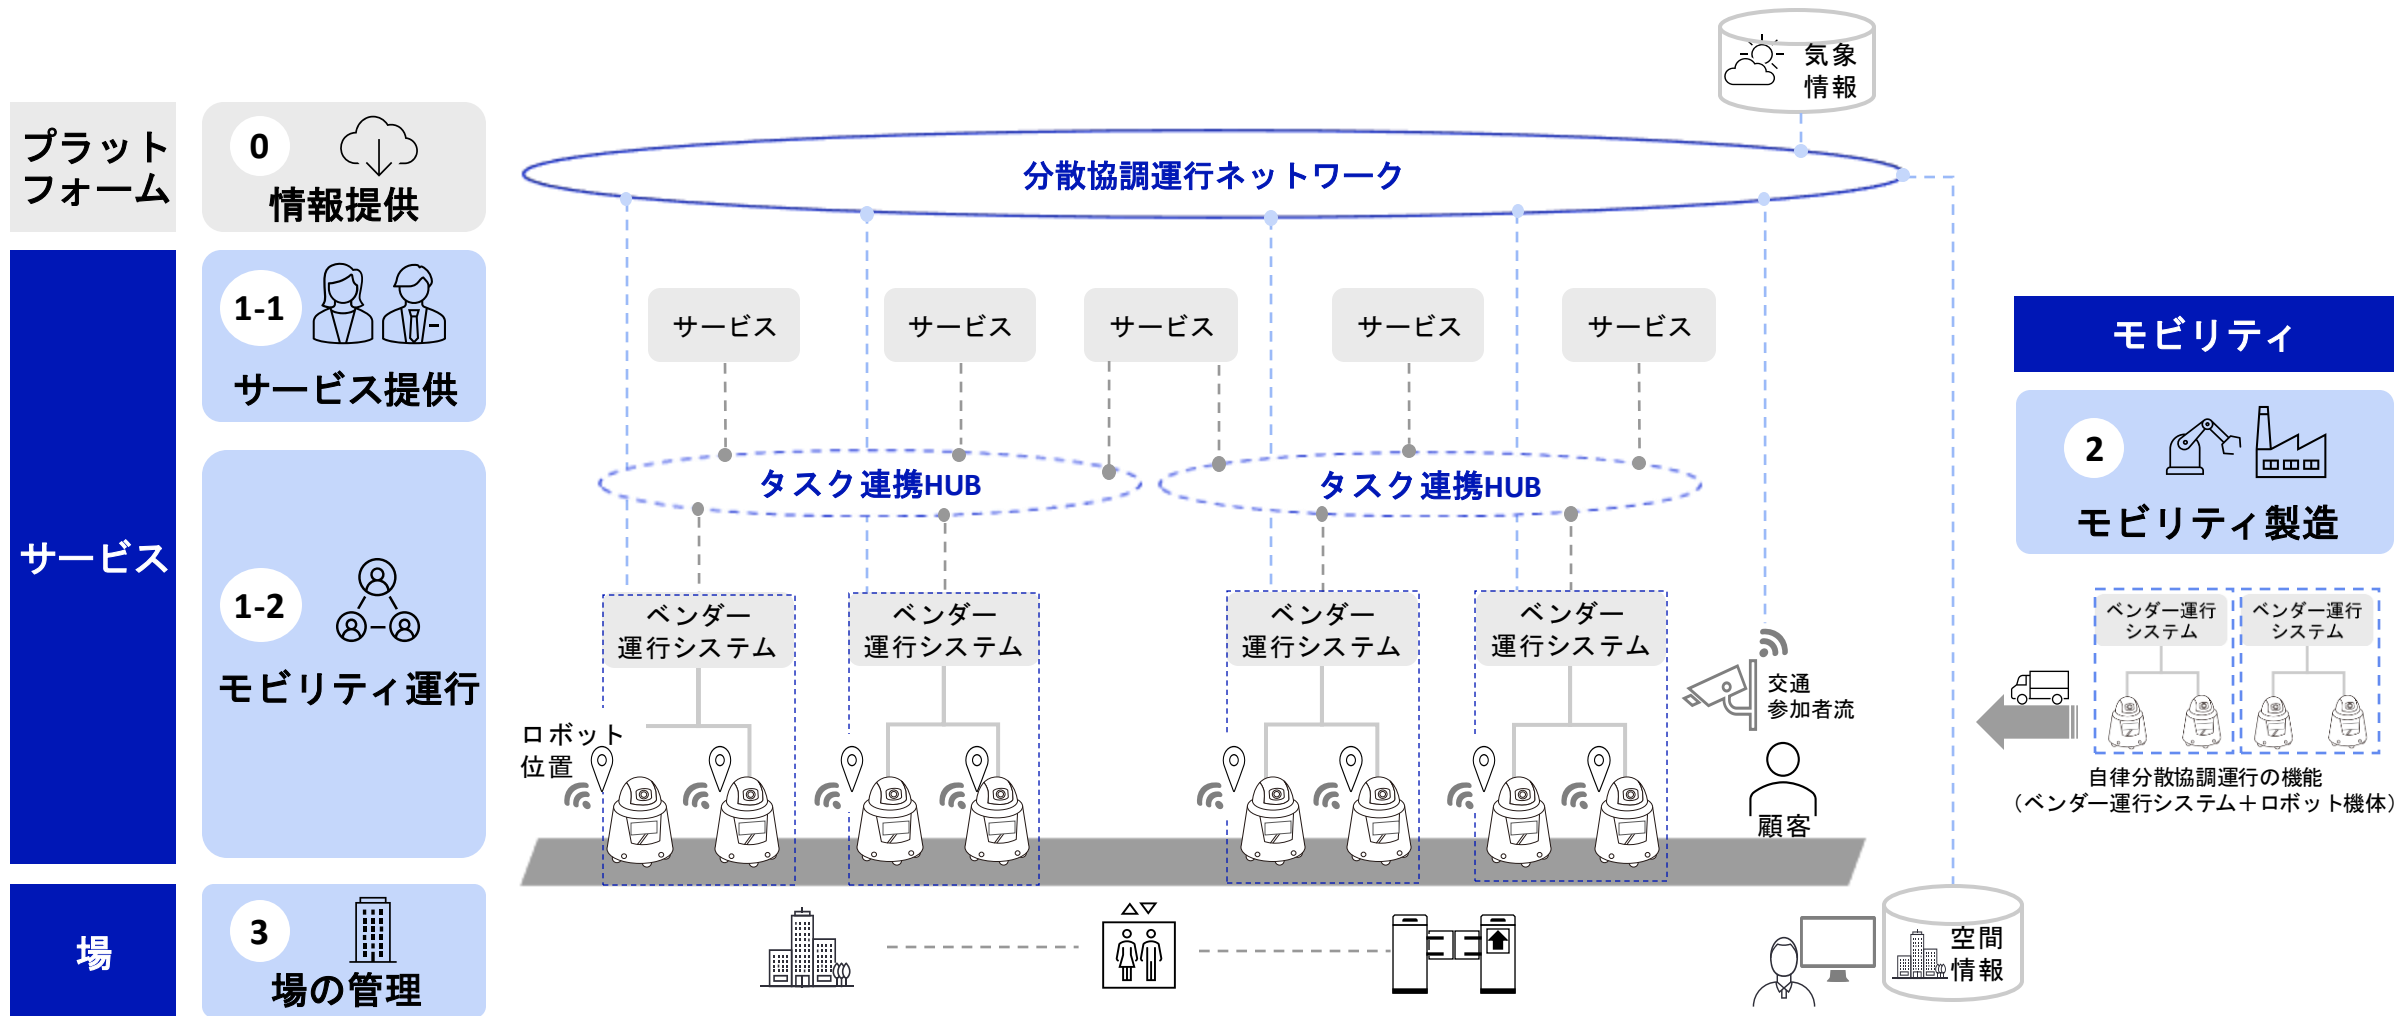 気象
情報
プラット
フォーム
0
情報提供
分散協調運行ネットワーク
サービス
1-1
サービス提供
サービス
サービス
サービス
サービス
サービス
モビリティ
2
モビリティ製造
タスク連携HUB
タスク連携HUB
1-2
モビリティ運行
ベンダー
運行システム
ベンダー
運行システム
ベンダー
運行システム
ベンダー
運行システム
ベンダー運行
システム
ベンダー運行
システム
交通
参加者流
ロボット
位置
顧客
自律分散協調運行の機能
（ベンダー運行システム＋ロボット機体）
場
3
場の管理
空間
情報